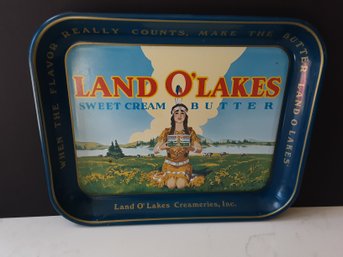 WHEN THE FLAVOR REALLY COUNTS, MAKE THE BUTTER LAND O'LAKES
LAND O'LAKES
SWEET CREAM BUTTER
Land O'Lakes Creameries, Inc.